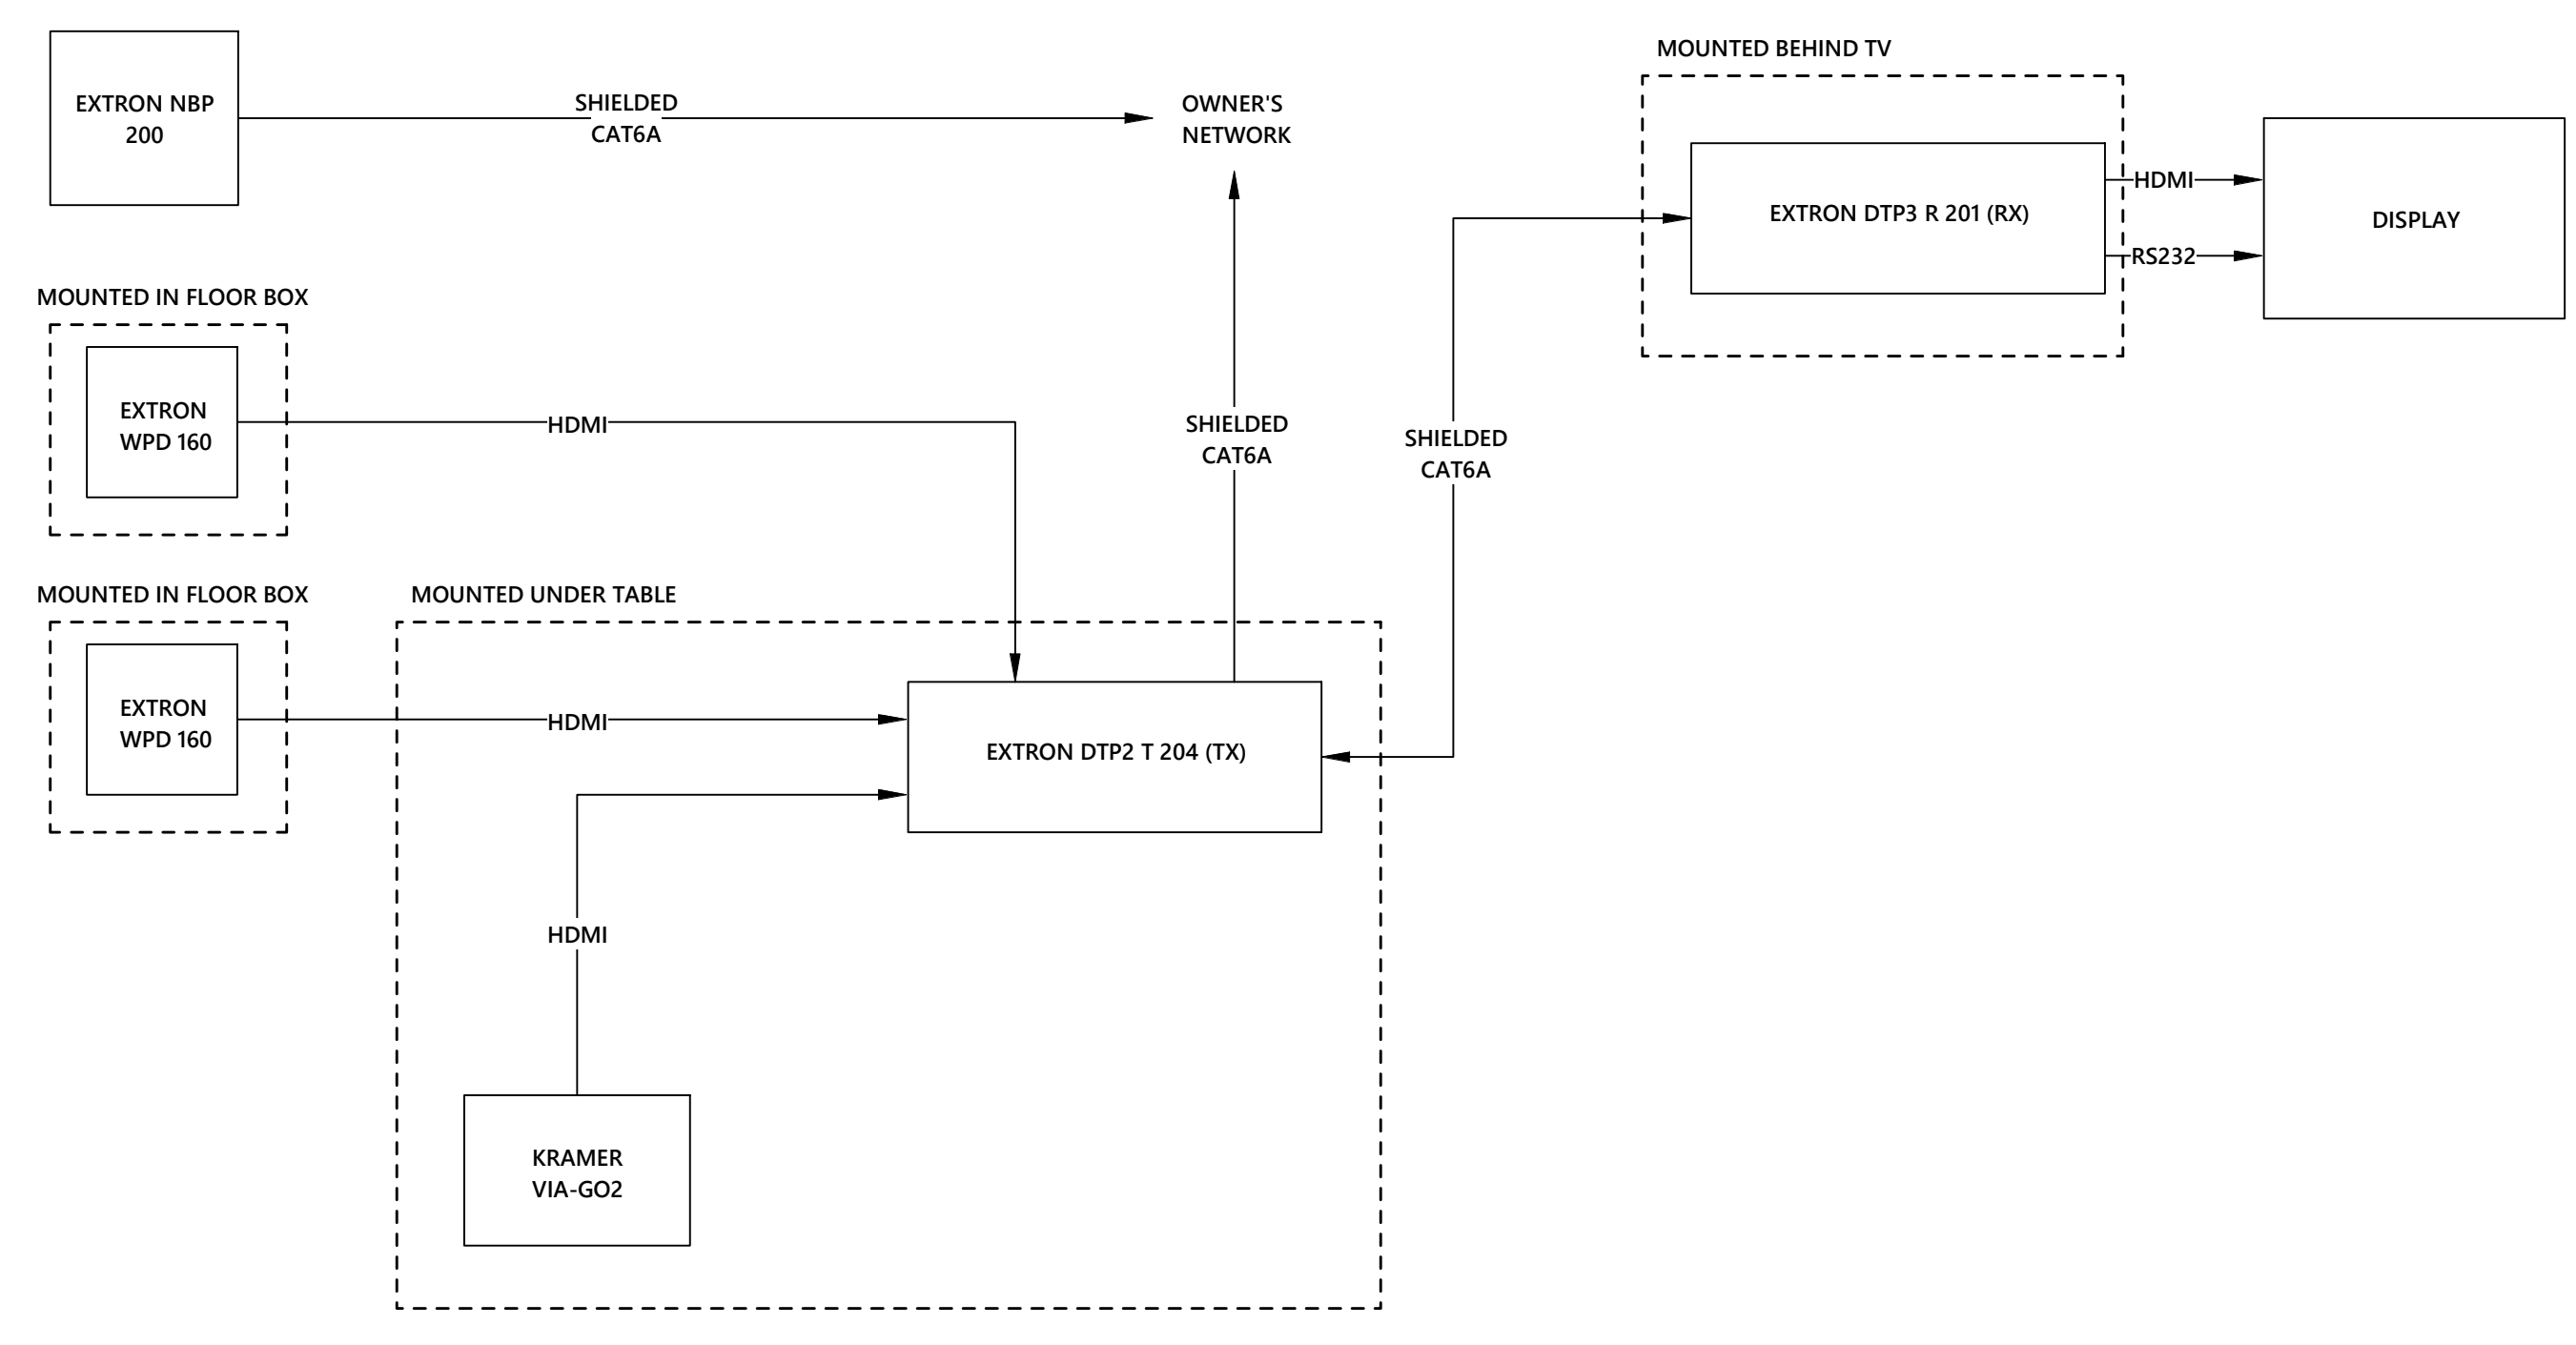 EXTRON NBP
200
SHIELDED
CAT6A
OWNER'S
NETWORK
MOUNTED BEHIND TV
EXTRON DTP3 R 201 (RX)
HDMI
RS232
DISPLAY
MOUNTED IN FLOOR BOX
EXTRON
WPD 160
HDMI
SHIELDED
CAT6A
SHIELDED
CAT6A
MOUNTED IN FLOOR BOX
EXTRON
WPD 160
HDMI
MOUNTED UNDER TABLE
EXTRON DTP2 T 204 (TX)
HDMI
KRAMER
VIA-GO2